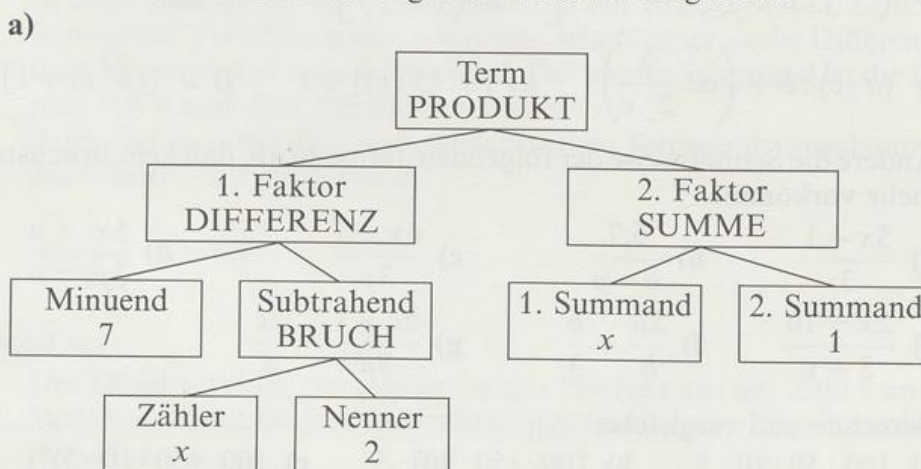 a)
Term
PRODUKT
1. Faktor
DIFFERENZ
2. Faktor
SUMME
Minuend
7
Subtrahend
BRUCH
1. Summand
x
2. Summand
1
Zähler
x
Nenner
2